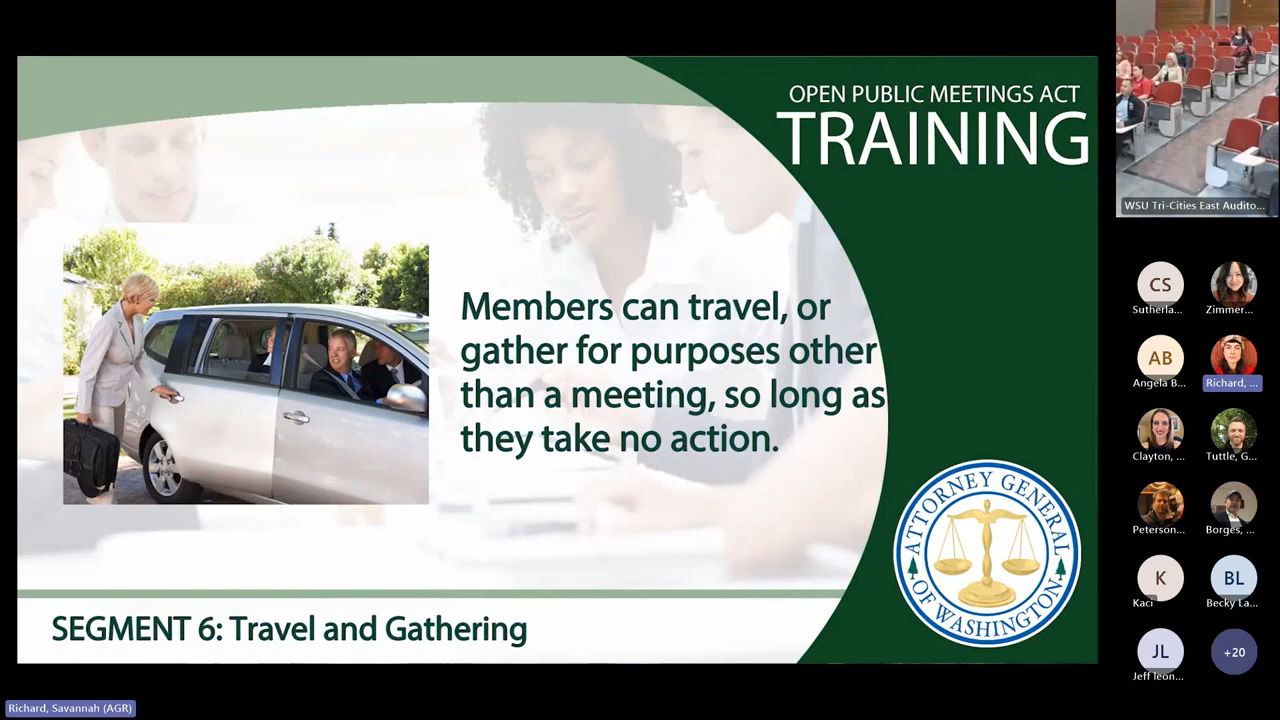 OPEN PUBLIC MEETINGS ACT
TRAINING
Members can travel, or
gather for purposes other
than a meeting, so long as
they take no action.
ATTORNEY GENERAL
OF WASHINGTON
SEGMENT 6: Travel and Gathering
Richard, Savannah (AGR)
WSU Tri-Cities East Audito...
CS
Sutherla...
Zimmer...
AB
Angela B...
Richard, ...
Clayton, ...
Tuttle, G...
Peterson...
Borges, ...
K
Kaci
BL
Becky La...
JL
Jeff leon...
+20